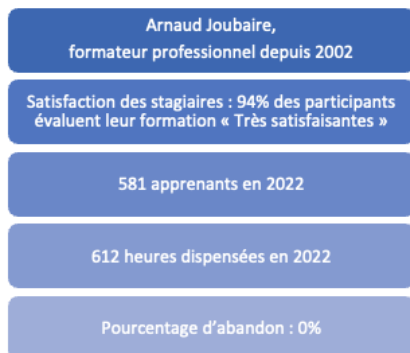 Arnaud Joubaire,
formateur professionnel depuis 2002
Satisfaction des stagiaires : 94% des participants
évaluent leur formation « Très satisfaisantes »
581 apprenants en 2022
612 heures dispensées en 2022
Pourcentage d'abandon : 0%